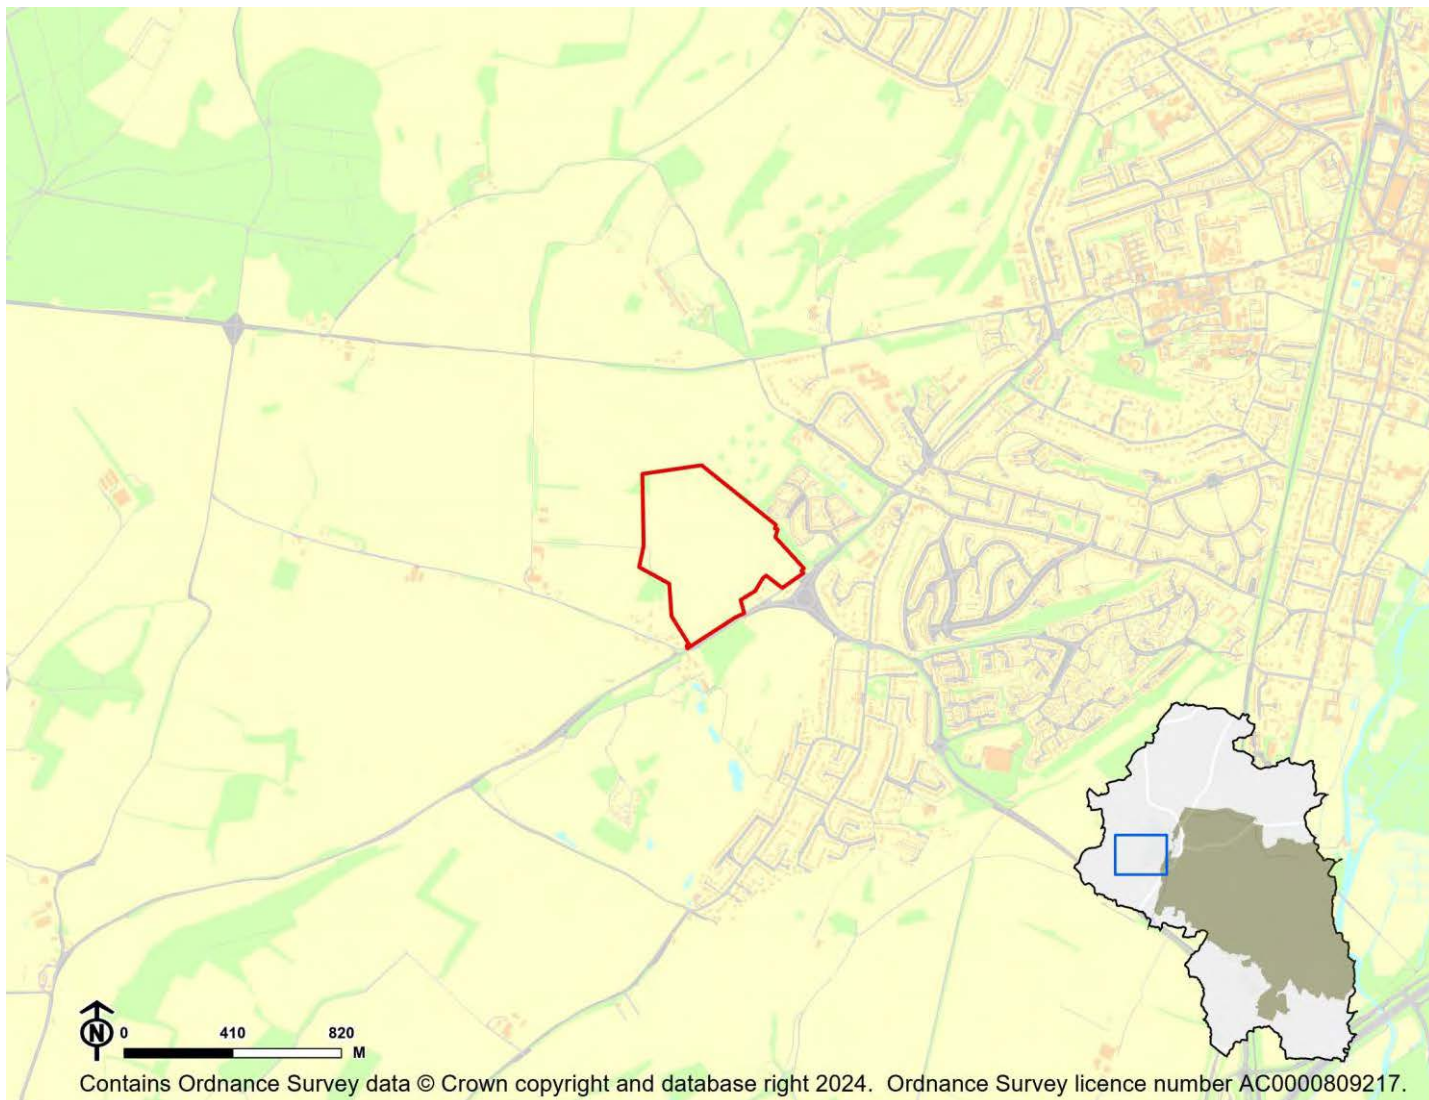 N
0 410 820
M
Contains Ordnance Survey data © Crown copyright and database right 2024. Ordnance Survey licence number AC0000809217.